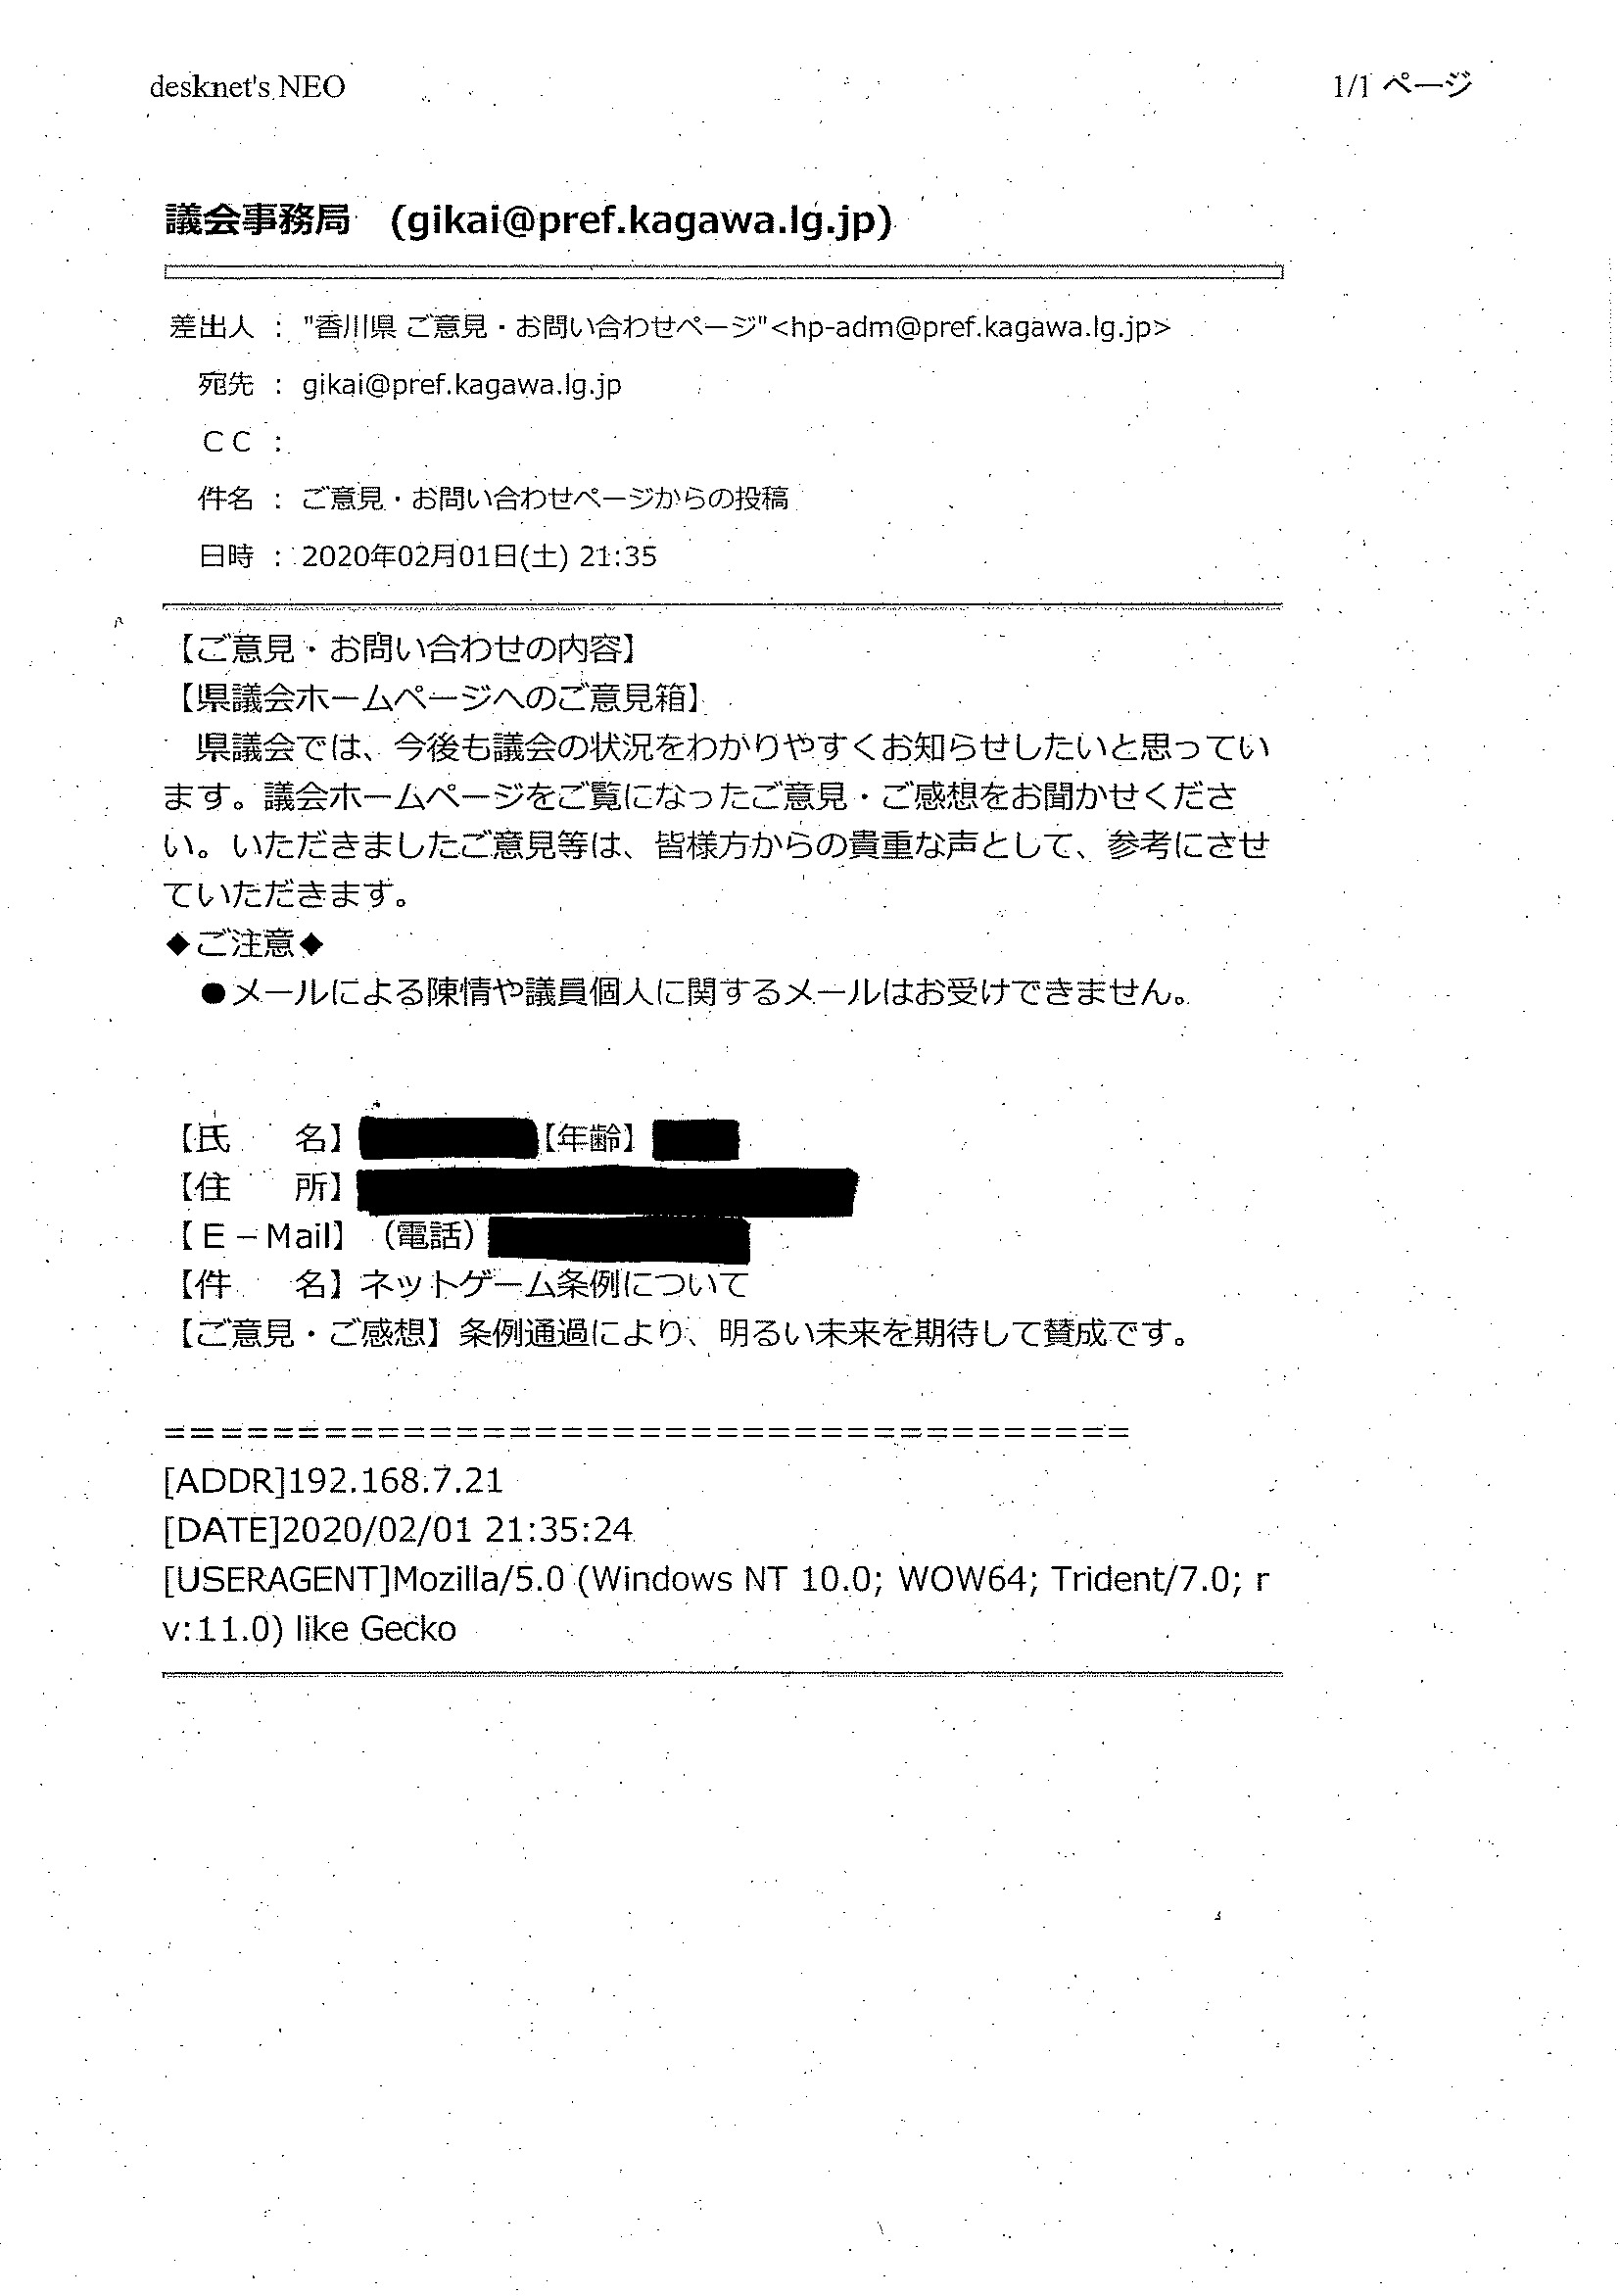 desknet's NEO
1/1 ページ
議会事務局 (gikai@pref.kagawa.lg.jp)
差出人 : "香川県 ご意見・お問い合わせページ"<hp-adm@pref.kagawa.lg.jp>
宛先 : gikai@pref.kagawa.lg.jp
ＣＣ :
件名 : ご意見・お問い合わせページからの投稿
日時 : 2020年02月01日(土) 21:35
【ご意見・お問い合わせの内容】
【県議会ホームページへのご意見箱】
県議会では、今後も議会の状況をわかりやすくお知らせしたいと思ってい
ます。議会ホームページをご覧になったご意見・ご感想をお聞かせくださ
い。いただきましたご意見等は、皆様方からの貴重な声として、参考にさせ
ていただきます。
◆ご注意◆
●メールによる陳情や議員個人に関するメールはお受けできません。
【氏　　名】【年齢】
【住　　所】
【Ｅ－Mail】（電話）
【件　　名】ネットゲーム条例について
【ご意見・ご感想】条例通過により、明るい未来を期待して賛成です。
=====================================
[ADDR]192.168.7.21
[DATE]2020/02/01 21:35:24
[USERAGENT]Mozilla/5.0 (Windows NT 10.0; WOW64; Trident/7.0; r
v:11.0) like Gecko